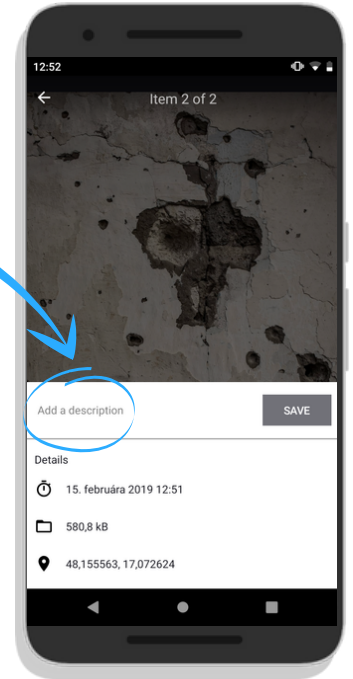 12:52
Item 2 of 2
Add a description
SAVE
Details
15. februára 2019 12:51
580,8 kB
48,155563, 17,072624